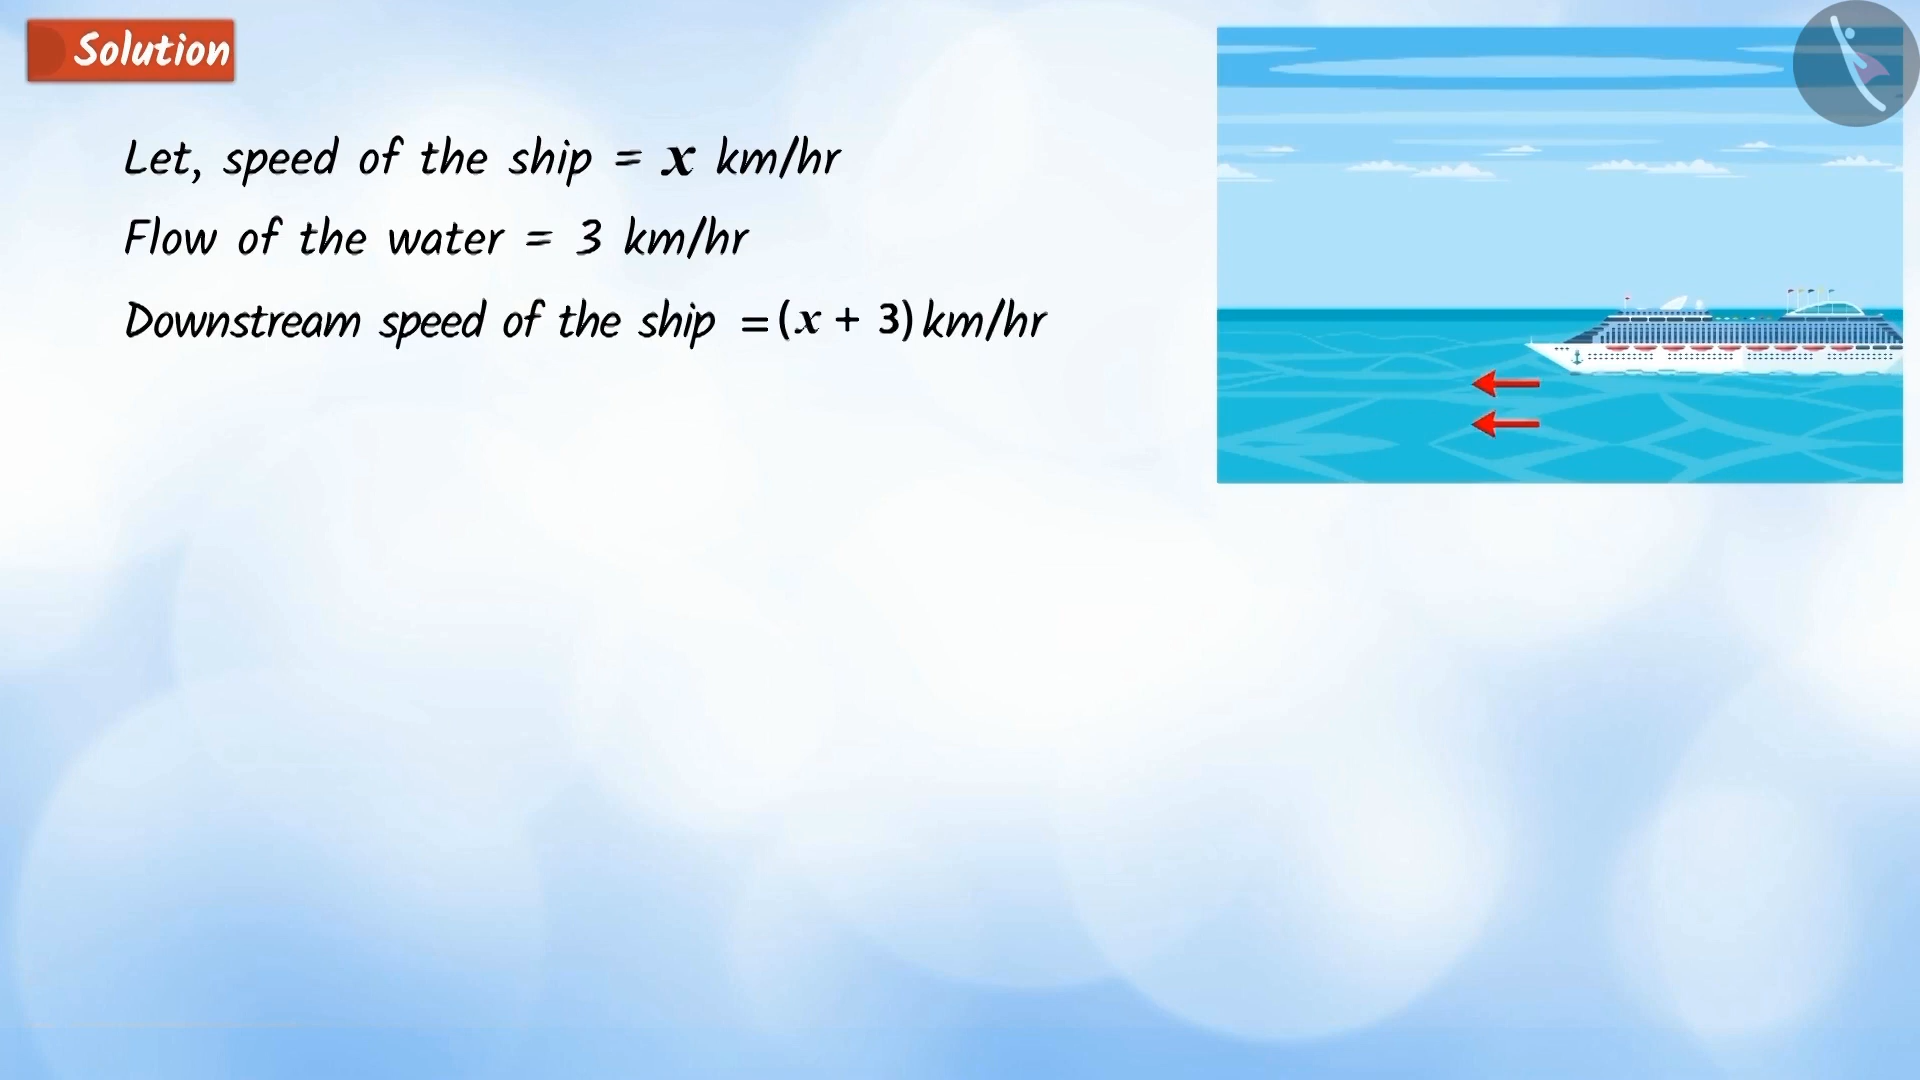 Solution
Let, speed of the ship = x km/hr
Flow of the water = 3 km/hr
Downstream speed of the ship =(x + 3)km/hr